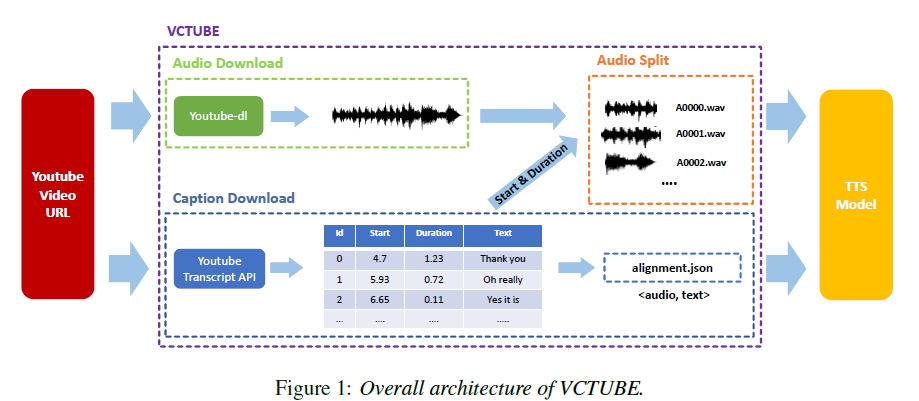 VCTUBE
Audio Download
Audio Split
Youtube-dl
A0000.wav
A0001.wav
A0002.wav
....
Youtube
Video
URL
TTS
Model
Start & Duration
Caption Download
Youtube
Transcript API
Id Start Duration Text
0 4.7 1.23 Thank you
1 5.93 0.72 Oh really
2 6.65 0.11 Yes it is
... .... .... .....
alignment.json
<audio, text>
Figure 1: Overall architecture of VCTUBE.